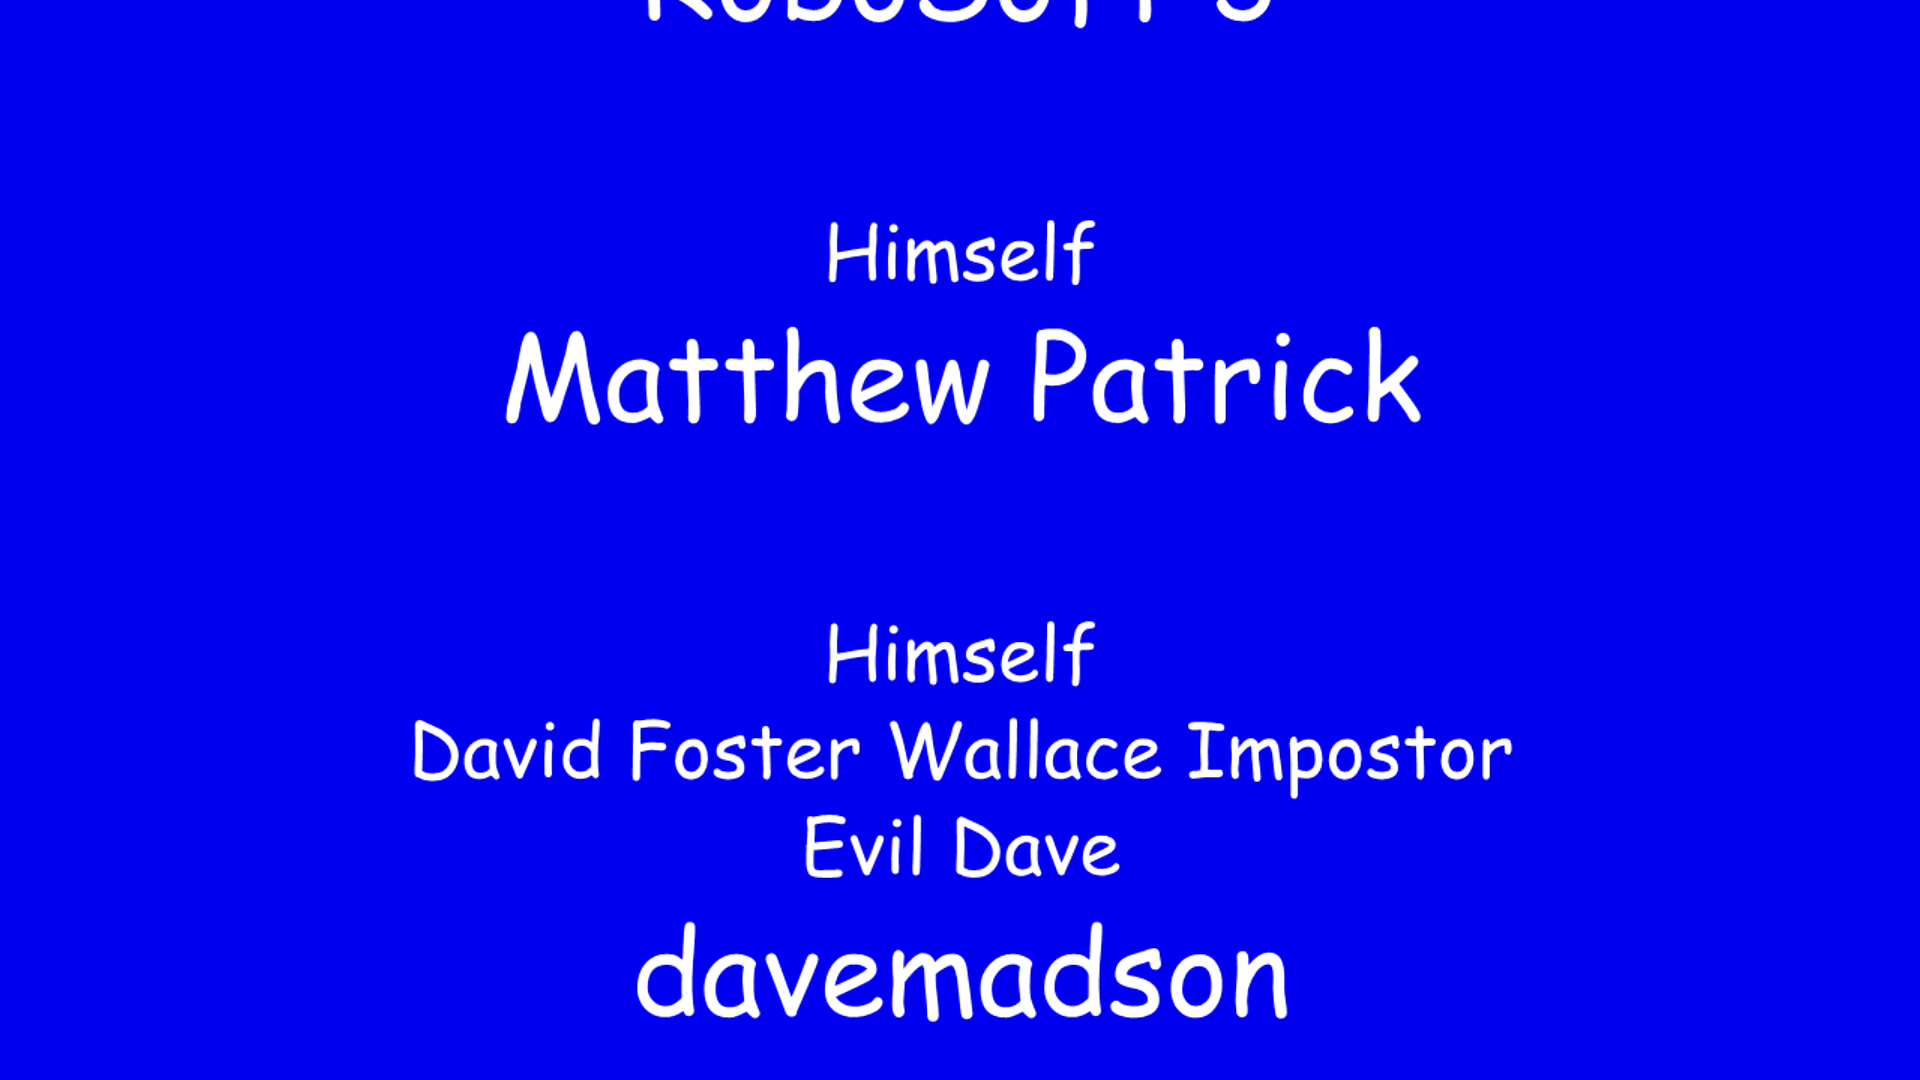 Himself
Matthew Patrick
Himself
David Foster Wallace Impostor
Evil Dave
davemadson